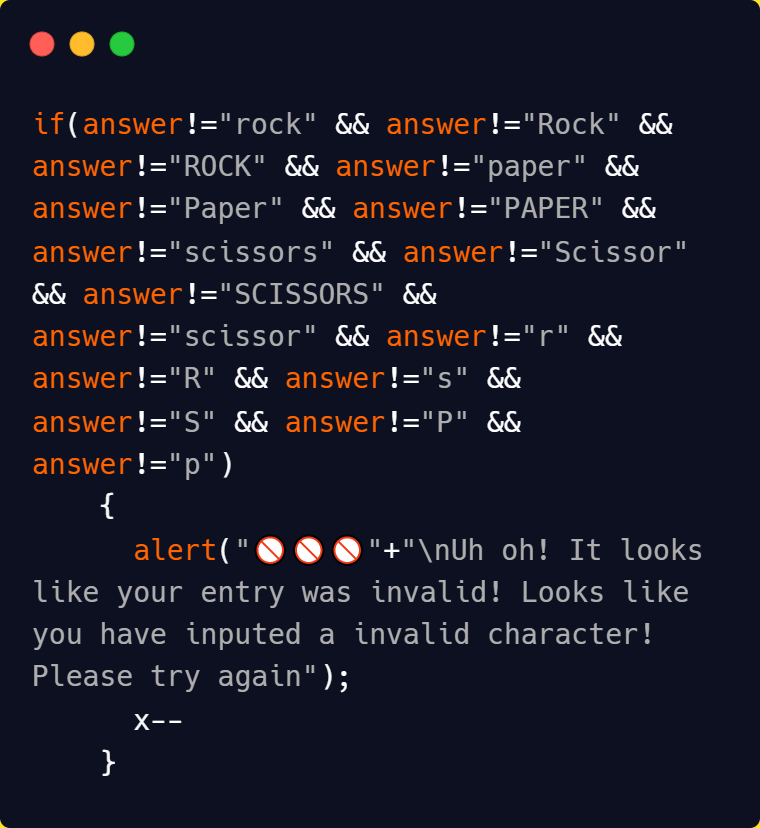 if(answer!="rock" && answer!="Rock" &&
answer!="ROCK" && answer!="paper" &&
answer!="Paper" && answer!="PAPER" &&
answer!="scissors" && answer!="Scissor"
&& answer!="SCISSORS" &&
answer!="scissor" && answer!="r" &&
answer!="R" && answer!="s" &&
answer!="S" && answer!="P" &&
answer!="p")
    {
      alert("🚫🚫🚫"+"\nUh oh! It looks
like your entry was invalid! Looks like
you have inputed a invalid character!
Please try again");
      x--
    }